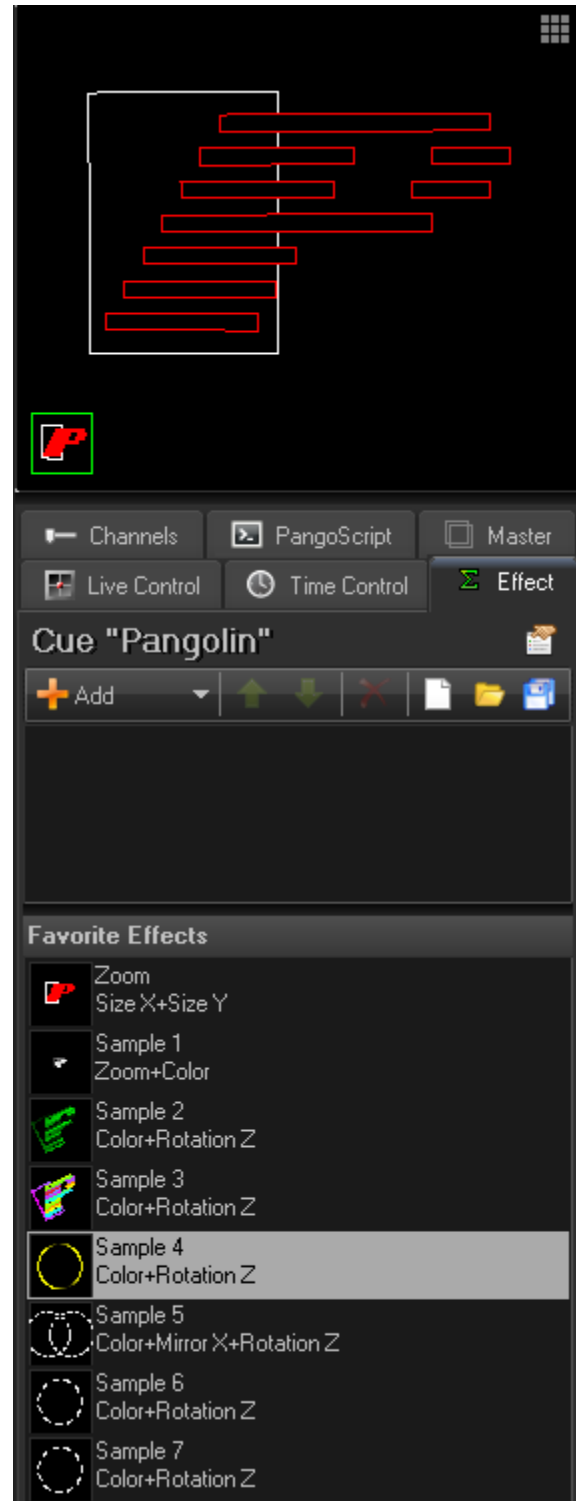 Channels
PangoScript
Master
Live Control
Time Control
Σ Effect
Cue "Pangolin"
Add
Favorite Effects
Zoom
Size X+Size Y
Sample 1
Zoom+Color
Sample 2
Color+Rotation Z
Sample 3
Color+Rotation Z
Sample 4
Color+Rotation Z
Sample 5
Color+Mirror X+Rotation Z
Sample 6
Color+Rotation Z
Sample 7
Color+Rotation Z